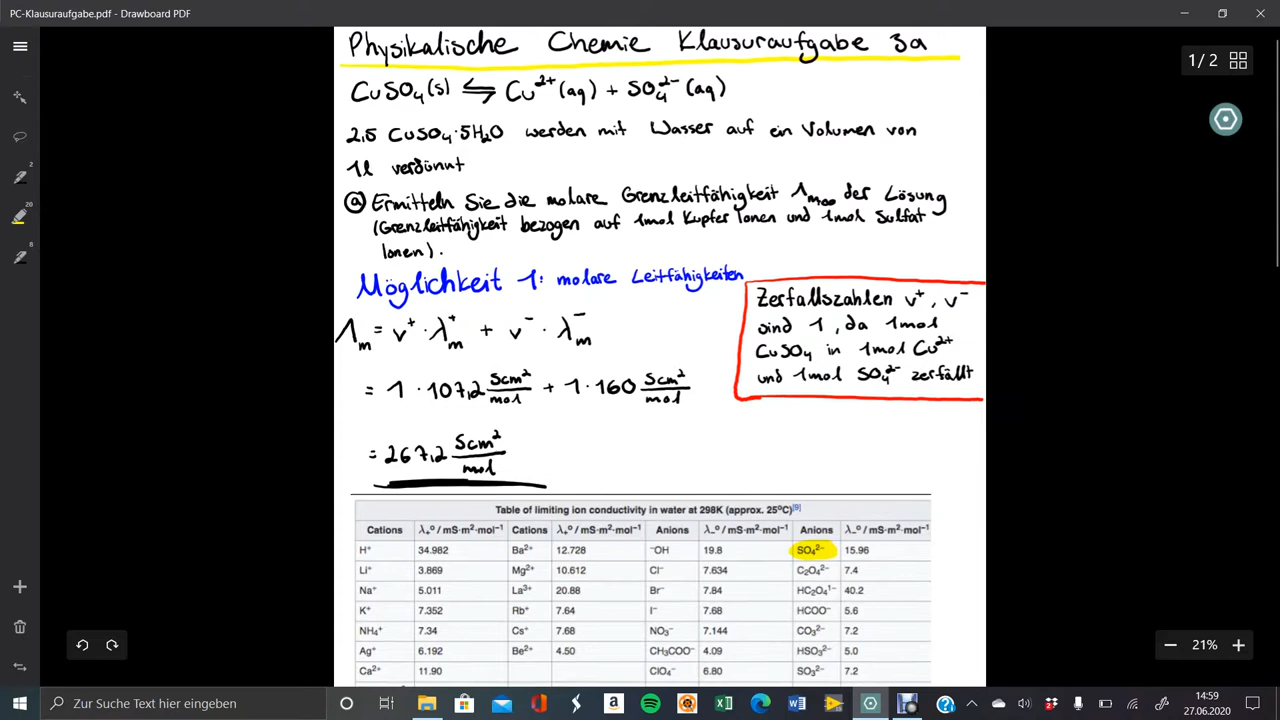 PC-Klausuraufgabe.pdf - Drawboard PDF
Physikalische Chemie Klausuraufgabe 3a
1 / 2
CuSO₄(s) ⇌ Cu²⁺(aq) + SO₄²⁻(aq)
2,5 CuSO₄·5H₂O werden mit Wasser auf ein Volumen von
1l verdünnt
ⓐ Ermitteln Sie die molare Grenzleitfähigkeit Λm∞ der Lösung
(Grenzleitfähigkeit bezogen auf 1mol Kupfer Ionen und 1mol Sulfat
Ionen).
Möglichkeit 1: molare Leitfähigkeiten
Λm = v⁺ · λm⁺ + v⁻ · λm⁻
= 1 · 107,2 Scm²/mol + 1 · 160 Scm²/mol
= 267,2 Scm²/mol
Zerfallszahlen v⁺, v⁻
sind 1, da 1mol
CuSO₄ in 1mol Cu²⁺
und 1mol SO₄²⁻ zerfällt
Table of limiting ion conductivity in water at 298K (approx. 25°C)[9]
Cations λ₊° / mS·m²·mol⁻¹ Cations λ₊° / mS·m²·mol⁻¹ Anions λ₋° / mS·m²·mol⁻¹ Anions λ₋° / mS·m²·mol⁻¹
H⁺ 34.982 Ba²⁺ 12.728 ⁻OH 19.8 SO₄²⁻ 15.96
Li⁺ 3.869 Mg²⁺ 10.612 Cl⁻ 7.634 C₂O₄²⁻ 7.4
Na⁺ 5.011 La³⁺ 20.88 Br⁻ 7.84 HC₂O₄¹⁻ 40.2
K⁺ 7.352 Rb⁺ 7.64 I⁻ 7.68 HCOO⁻ 5.6
NH₄⁺ 7.34 Cs⁺ 7.68 NO₃⁻ 7.144 CO₃²⁻ 7.2
Ag⁺ 6.192 Be²⁺ 4.50 CH₃COO⁻ 4.09 HSO₃²⁻ 5.0
Ca²⁺ 11.90 ClO₄⁻ 6.80 SO₃²⁻ 7.2
2
20
8
21%
Zur Suche Text hier eingeben
14:59
27.06.2020